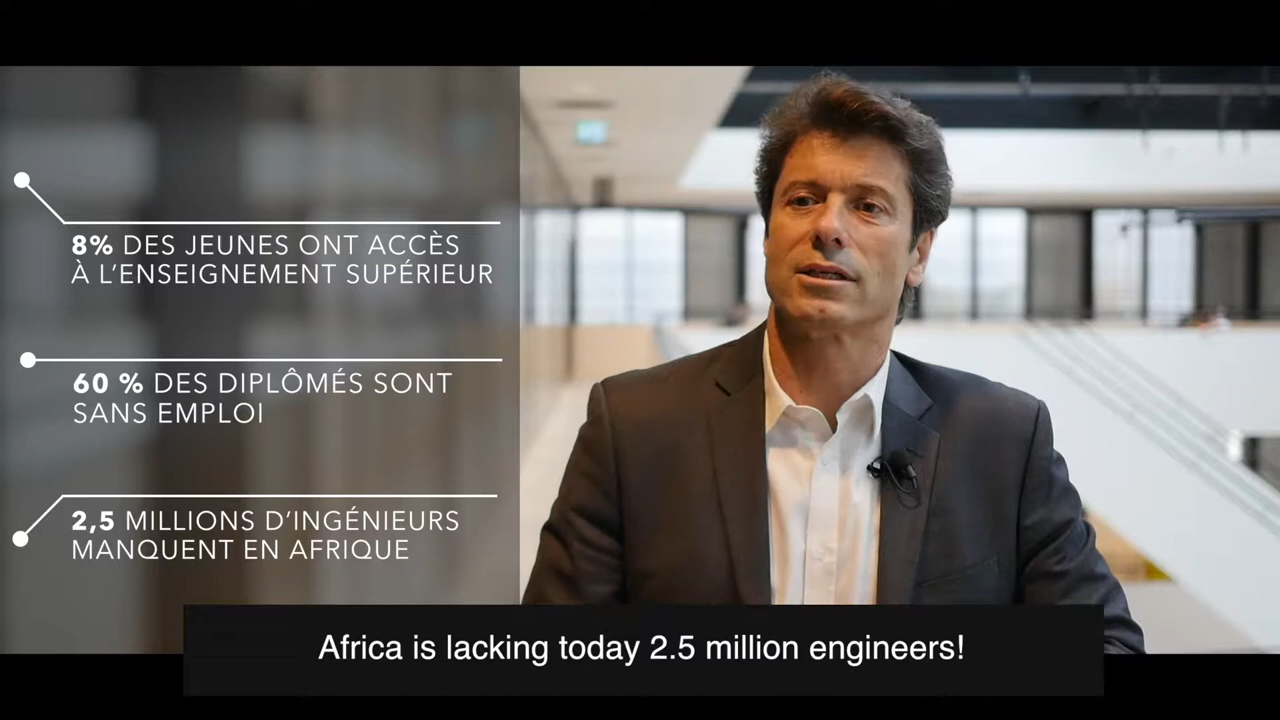 8% DES JEUNES ONT ACCÈS
À L'ENSEIGNEMENT SUPÉRIEUR
60 % DES DIPLÔMÉS SONT
SANS EMPLOI
2,5 MILLIONS D'INGÉNIEURS
MANQUENT EN AFRIQUE
Africa is lacking today 2.5 million engineers!